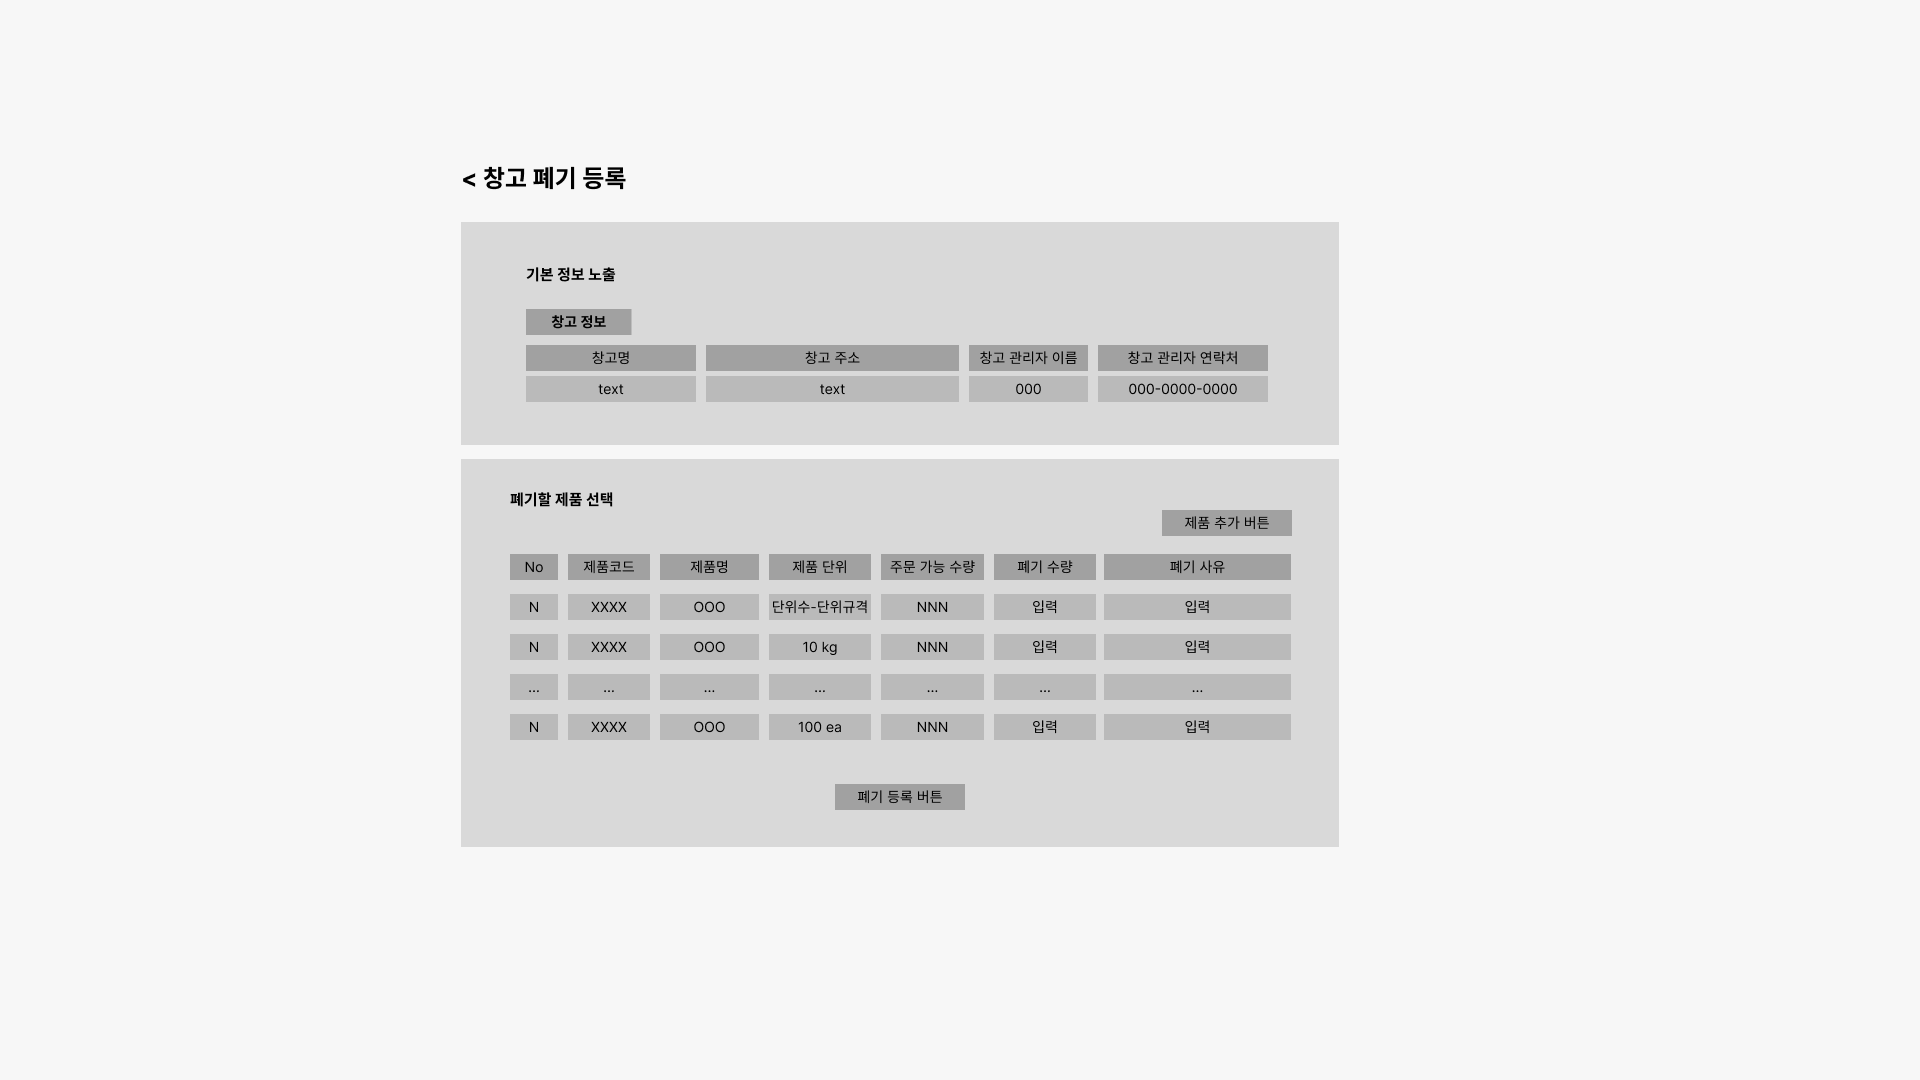 < 창고 폐기 등록
기본 정보 노출
창고 정보
창고명 창고 주소 창고 관리자 이름 창고 관리자 연락처
text text 000 000-0000-0000
폐기할 제품 선택
제품 추가 버튼
No 제품코드 제품명 제품 단위 주문 가능 수량 폐기 수량 폐기 사유
N XXXX OOO 단위수-단위규격 NNN 입력 입력
N XXXX OOO 10 kg NNN 입력 입력
... ... ... ... ... ... ...
N XXXX OOO 100 ea NNN 입력 입력
폐기 등록 버튼